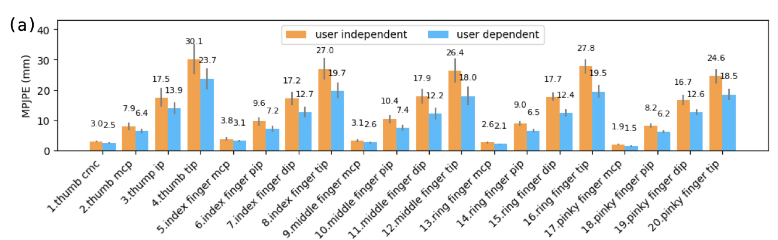 (a)
user independent
user dependent
MPJPE (mm)
40
30
20
10
0
3.0 2.5
7.9 6.4
17.5 13.9
30.1 23.7
3.8 3.1
9.6 7.2
17.2 12.7
27.0 19.7
3.1 2.6
10.4 7.4
17.9 12.2
26.4 18.0
2.6 2.1
9.0 6.5
17.7 12.4
27.8 19.5
1.9 1.5
8.2 6.2
16.7 12.6
24.6 18.5
1.thumb cmc
2.thumb mcp
3.thump ip
4.thumb tip
5.index finger mcp
6.index finger pip
7.index finger dip
8.index finger tip
9.middle finger mcp
10.middle finger pip
11.middle finger dip
12.middle finger tip
13.ring finger mcp
14.ring finger pip
15.ring finger dip
16.ring finger tip
17.pinky finger mcp
18.pinky finger pip
19.pinky finger dip
20.pinky finger tip